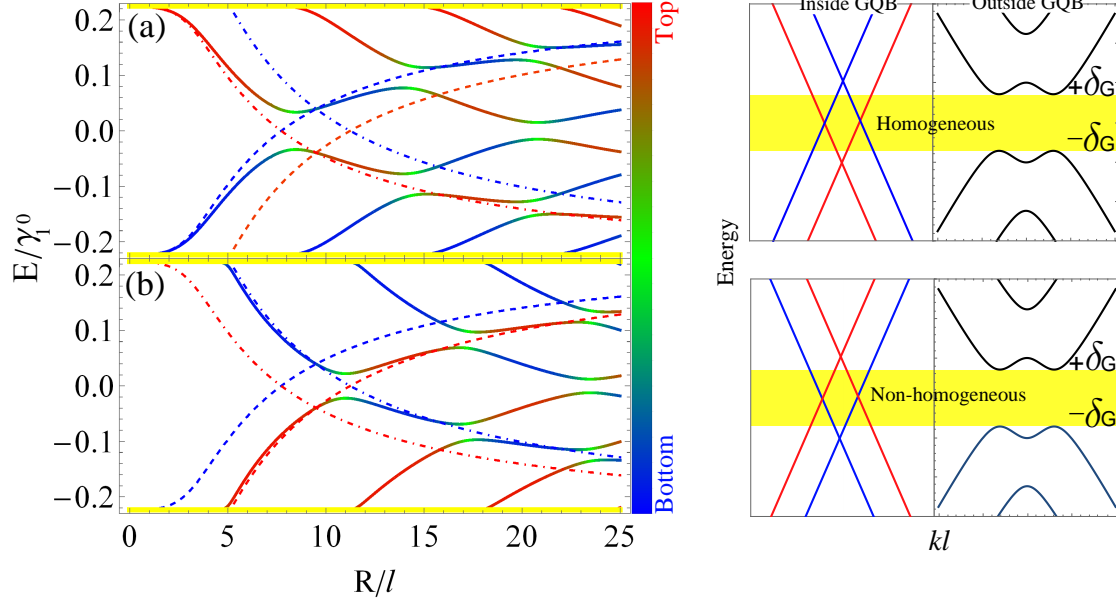 (a)
Top
0.2
0.1
0.0
−0.1
−0.2
E/γ₁⁰
(b)
0.2
0.1
0.0
−0.1
−0.2
Bottom
0 5 10 15 20 25
R/l
Inside GQB Outside GQB
+δG
Homogeneous
−δG
Energy
+δG
Non-homogeneous
−δG
kl